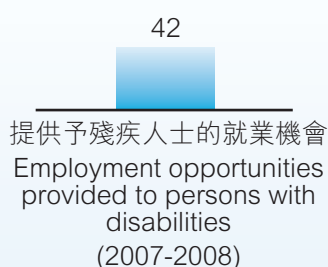 42
提供予殘疾人士的就業機會
Employment opportunities
provided to persons with
disabilities
(2007-2008)